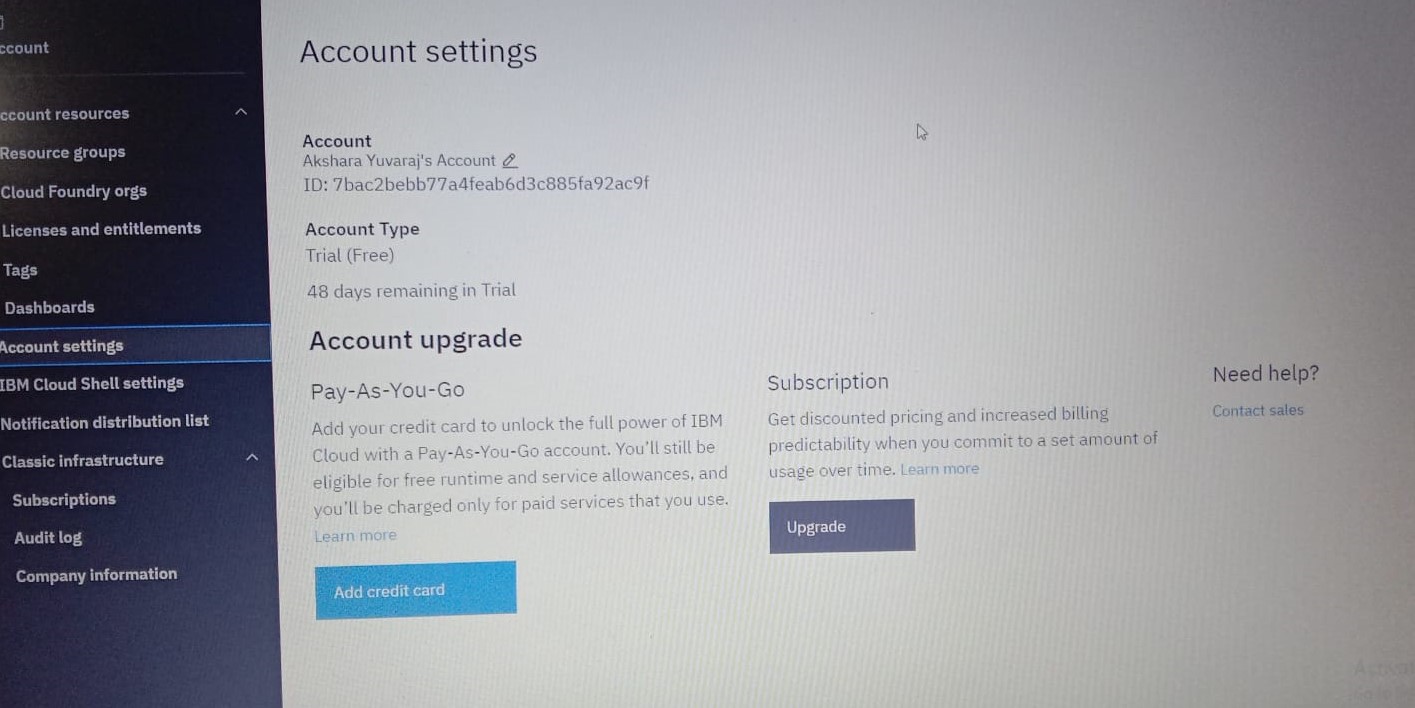 ccount
ccount resources
Resource groups
Cloud Foundry orgs
Licenses and entitlements
Tags
Dashboards
Account settings
IBM Cloud Shell settings
Notification distribution list
Classic infrastructure
Subscriptions
Audit log
Company information
Account settings
Account
Akshara Yuvaraj's Account
ID: 7bac2bebb77a4feab6d3c885fa92ac9f
Account Type
Trial (Free)
48 days remaining in Trial
Account upgrade
Pay-As-You-Go
Add your credit card to unlock the full power of IBM
Cloud with a Pay-As-You-Go account. You'll still be
eligible for free runtime and service allowances, and
you'll be charged only for paid services that you use.
Learn more
Add credit card
Subscription
Get discounted pricing and increased billing
predictability when you commit to a set amount of
usage over time. Learn more
Upgrade
Need help?
Contact sales